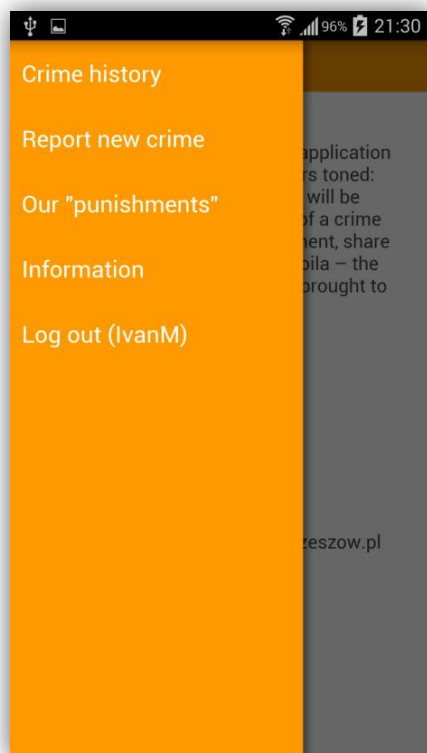 96% 21:30
Crime history
Report new crime
application
rs toned:
Our "punishments"
will be
of a crime
ment, share
Information
bila – the
brought to
Log out (IvanM)
zeszow.pl